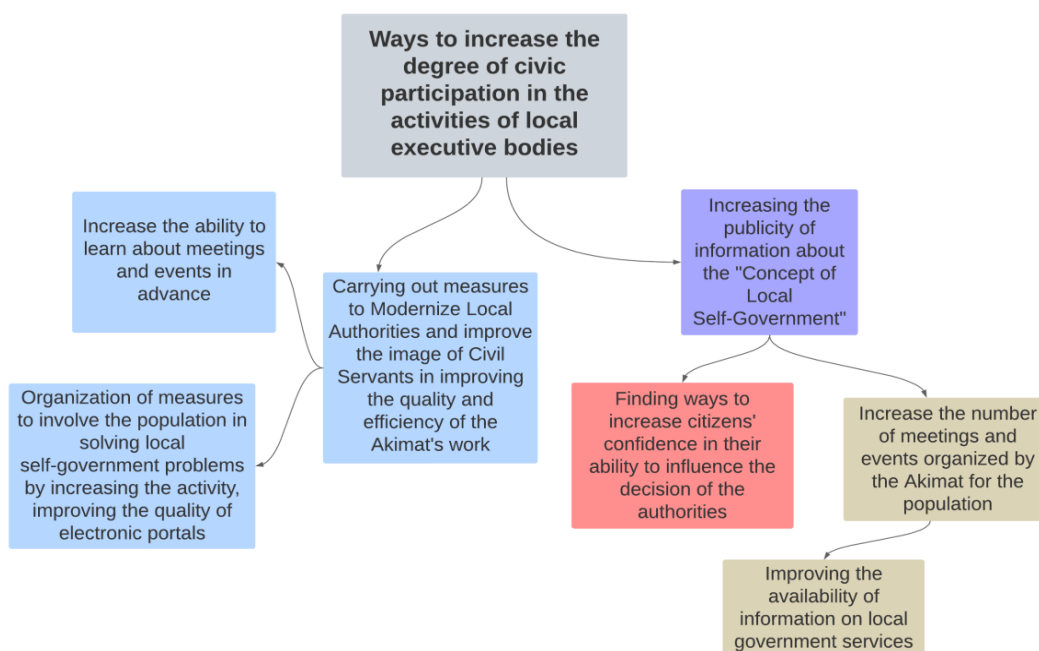 Ways to increase the
degree of civic
participation in the
activities of local
executive bodies
Increase the ability to
learn about meetings
and events in
advance
Increasing the
publicity of
information about
the "Concept of
Local
Self-Government"
Carrying out measures
to Modernize Local
Authorities and improve
the image of Civil
Servants in improving
the quality and
efficiency of the
Akimat's work
Organization of measures
to involve the population in
solving local
self-government problems
by increasing the activity,
improving the quality of
electronic portals
Finding ways to
increase citizens'
confidence in their
ability to influence the
decision of the
authorities
Increase the number
of meetings and
events organized by
the Akimat for the
population
Improving the
availability of
information on local
government services